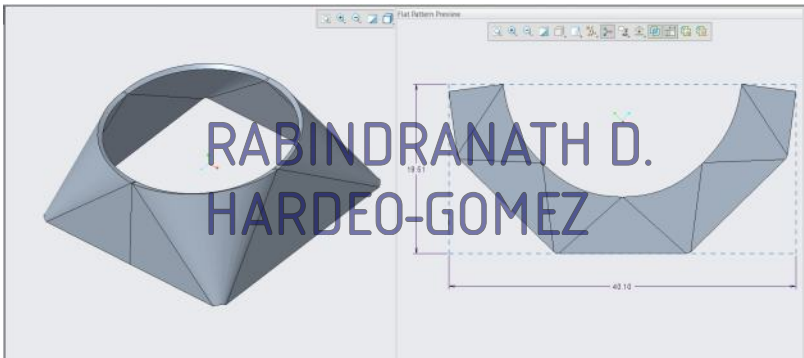 Flat Pattern Preview
RABINDRANATH D.
HARDEO-GOMEZ
19.51
40.10